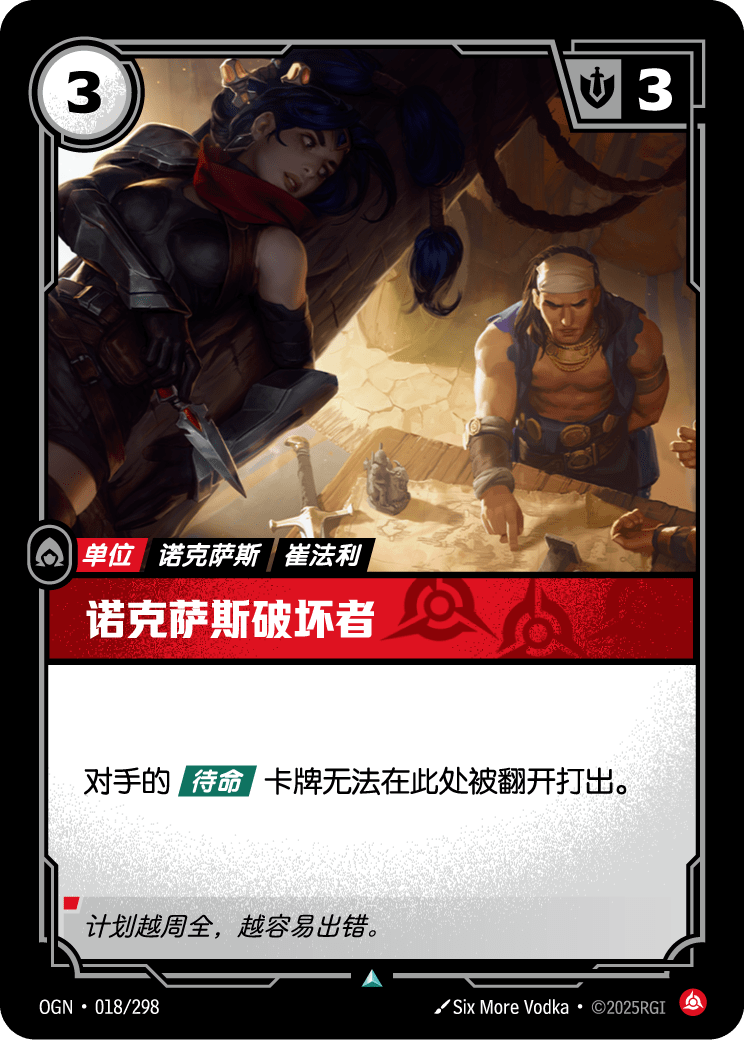 3
3
单位 诺克萨斯 崔法利
诺克萨斯破坏者
对手的 待命 卡牌无法在此处被翻开打出。
计划越周全，越容易出错。
OGN • 018/298
Six More Vodka • ©2025RGI